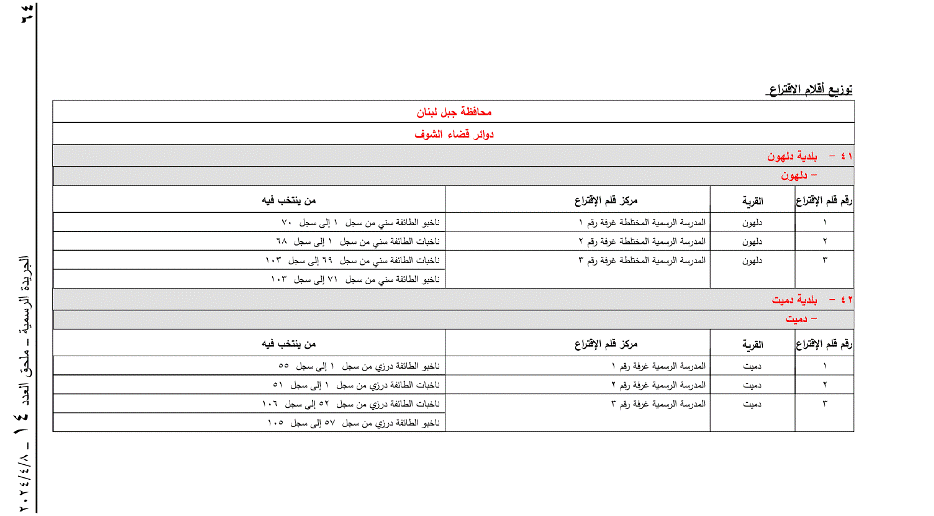 ٦٤
توزيع أقلام الاقتراع
محافظة جبل لبنان
دوائر قضاء الشوف
٤١ - بلدية دلهون
- دلهون
رقم قلم الإقتراع القرية مركز قلم الإقتراع من ينتخب فيه
١ دلهون المدرسة الرسمية المختلطة غرفة رقم ١ ناخبو الطائفة سني من سجل ١ إلى سجل ٧٠
٢ دلهون المدرسة الرسمية المختلطة غرفة رقم ٢ ناخبات الطائفة سني من سجل ١ إلى سجل ٦٨
٣ دلهون المدرسة الرسمية المختلطة غرفة رقم ٣ ناخبات الطائفة سني من سجل ٦٩ إلى سجل ١٠٣
ناخبو الطائفة سني من سجل ٧١ إلى سجل ١٠٣
٤٢ - بلدية دميت
- دميت
رقم قلم الإقتراع القرية مركز قلم الإقتراع من ينتخب فيه
١ دميت المدرسة الرسمية غرفة رقم ١ ناخبو الطائفة درزي من سجل ١ إلى سجل ٥٥
٢ دميت المدرسة الرسمية غرفة رقم ٢ ناخبات الطائفة درزي من سجل ١ إلى سجل ٥١
٣ دميت المدرسة الرسمية غرفة رقم ٣ ناخبات الطائفة درزي من سجل ٥٢ إلى سجل ١٠٦
ناخبو الطائفة درزي من سجل ٥٧ إلى سجل ١٠٥
الجريدة الرسمية - ملحق العدد ١٤ - ٢٠٢٤/٤/٨